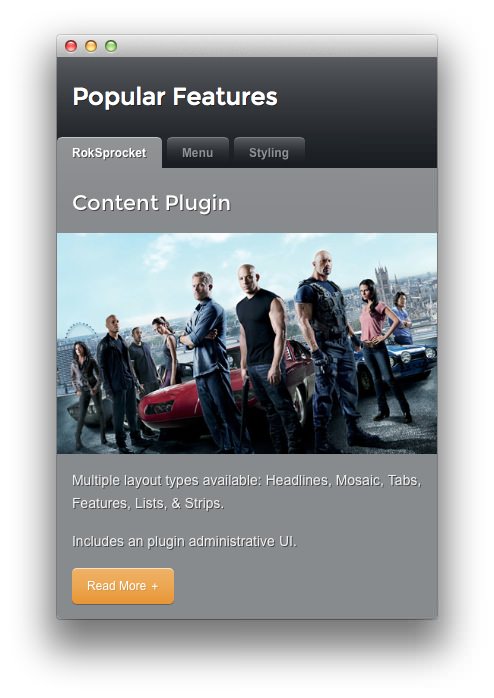 Popular Features
RokSprocket
Menu
Styling
Content Plugin
Multiple layout types available: Headlines, Mosaic, Tabs,
Features, Lists, & Strips.
Includes an plugin administrative UI.
Read More +